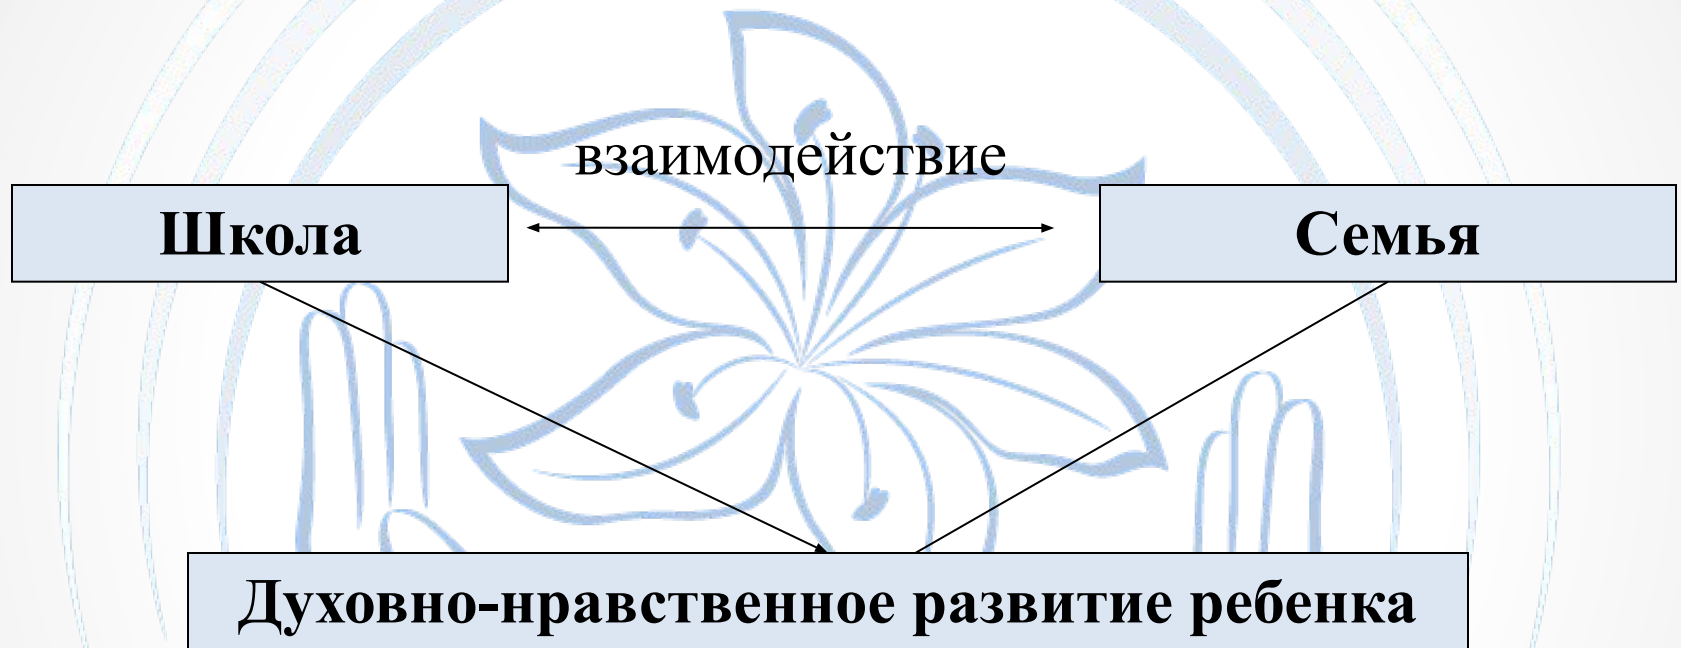 взаимодействие
Школа
Семья
Духовно-нравственное развитие ребенка